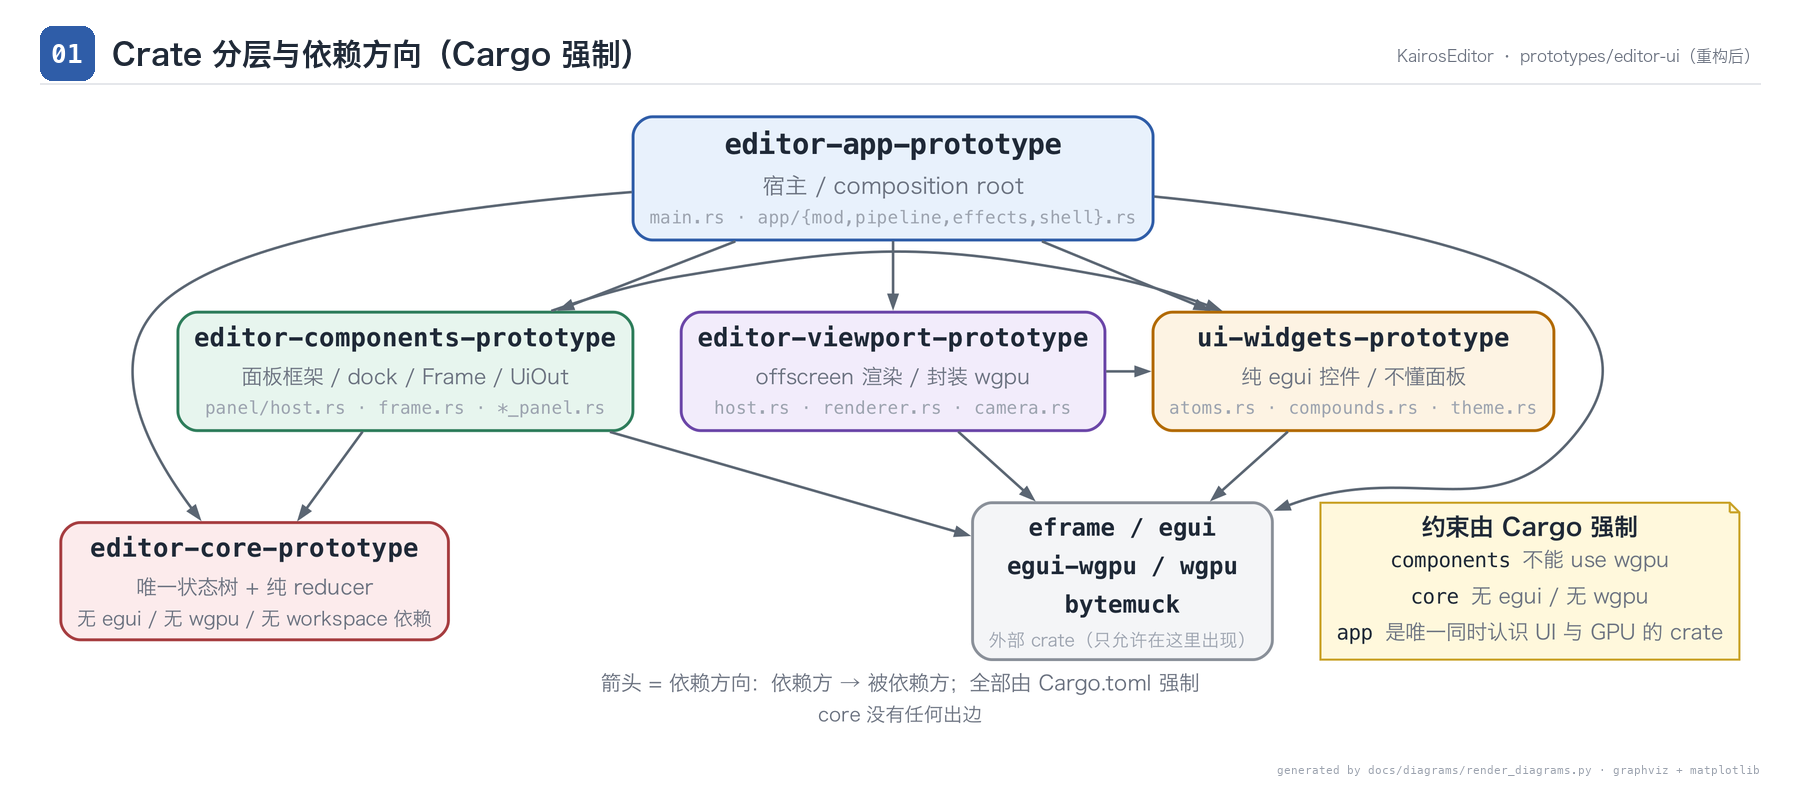 01
Crate 分层与依赖方向（Cargo 强制）
KairosEditor · prototypes/editor-ui（重构后）
editor-app-prototype
宿主 / composition root
main.rs · app/{mod,pipeline,effects,shell}.rs
editor-components-prototype
面板框架 / dock / Frame / UiOut
panel/host.rs · frame.rs · *_panel.rs
editor-viewport-prototype
offscreen 渲染 / 封装 wgpu
host.rs · renderer.rs · camera.rs
ui-widgets-prototype
纯 egui 控件 / 不懂面板
atoms.rs · compounds.rs · theme.rs
editor-core-prototype
唯一状态树 + 纯 reducer
无 egui / 无 wgpu / 无 workspace 依赖
eframe / egui
egui-wgpu / wgpu
bytemuck
外部 crate（只允许在这里出现）
约束由 Cargo 强制
components 不能 use wgpu
core 无 egui / 无 wgpu
app 是唯一同时认识 UI 与 GPU 的 crate
箭头 = 依赖方向：依赖方 → 被依赖方；全部由 Cargo.toml 强制
core 没有任何出边
generated by docs/diagrams/render_diagrams.py · graphviz + matplotlib